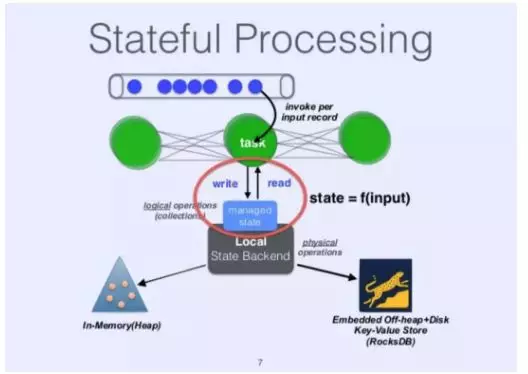 Stateful Processing
invoke per
input record
task
write
read
state = f(input)
logical operations
(collections)
managed
state
Local
State Backend
physical
operations
In-Memory(Heap)
Embedded Off-heap+Disk
Key-Value Store
(RocksDB)
7